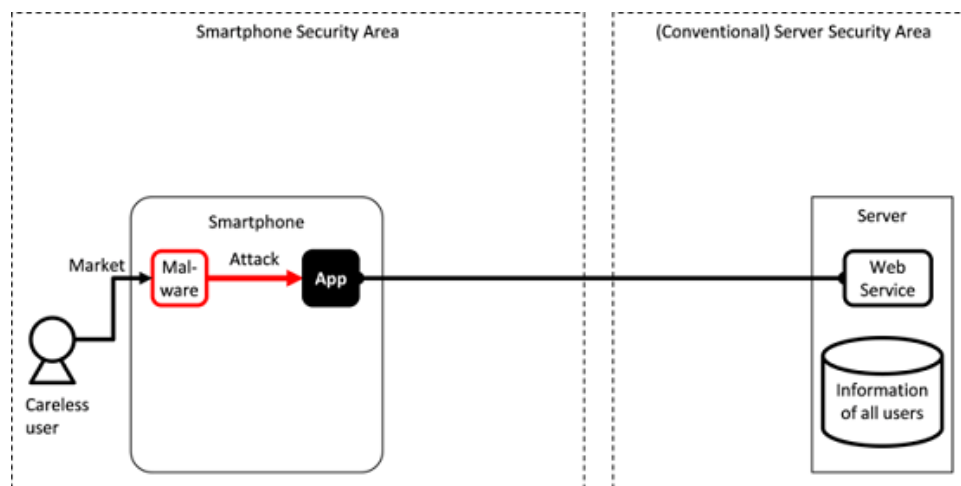 Smartphone Security Area
(Conventional) Server Security Area
Smartphone
Server
Market
Mal-
ware
Attack
App
Web
Service
Careless
user
Information
of all users